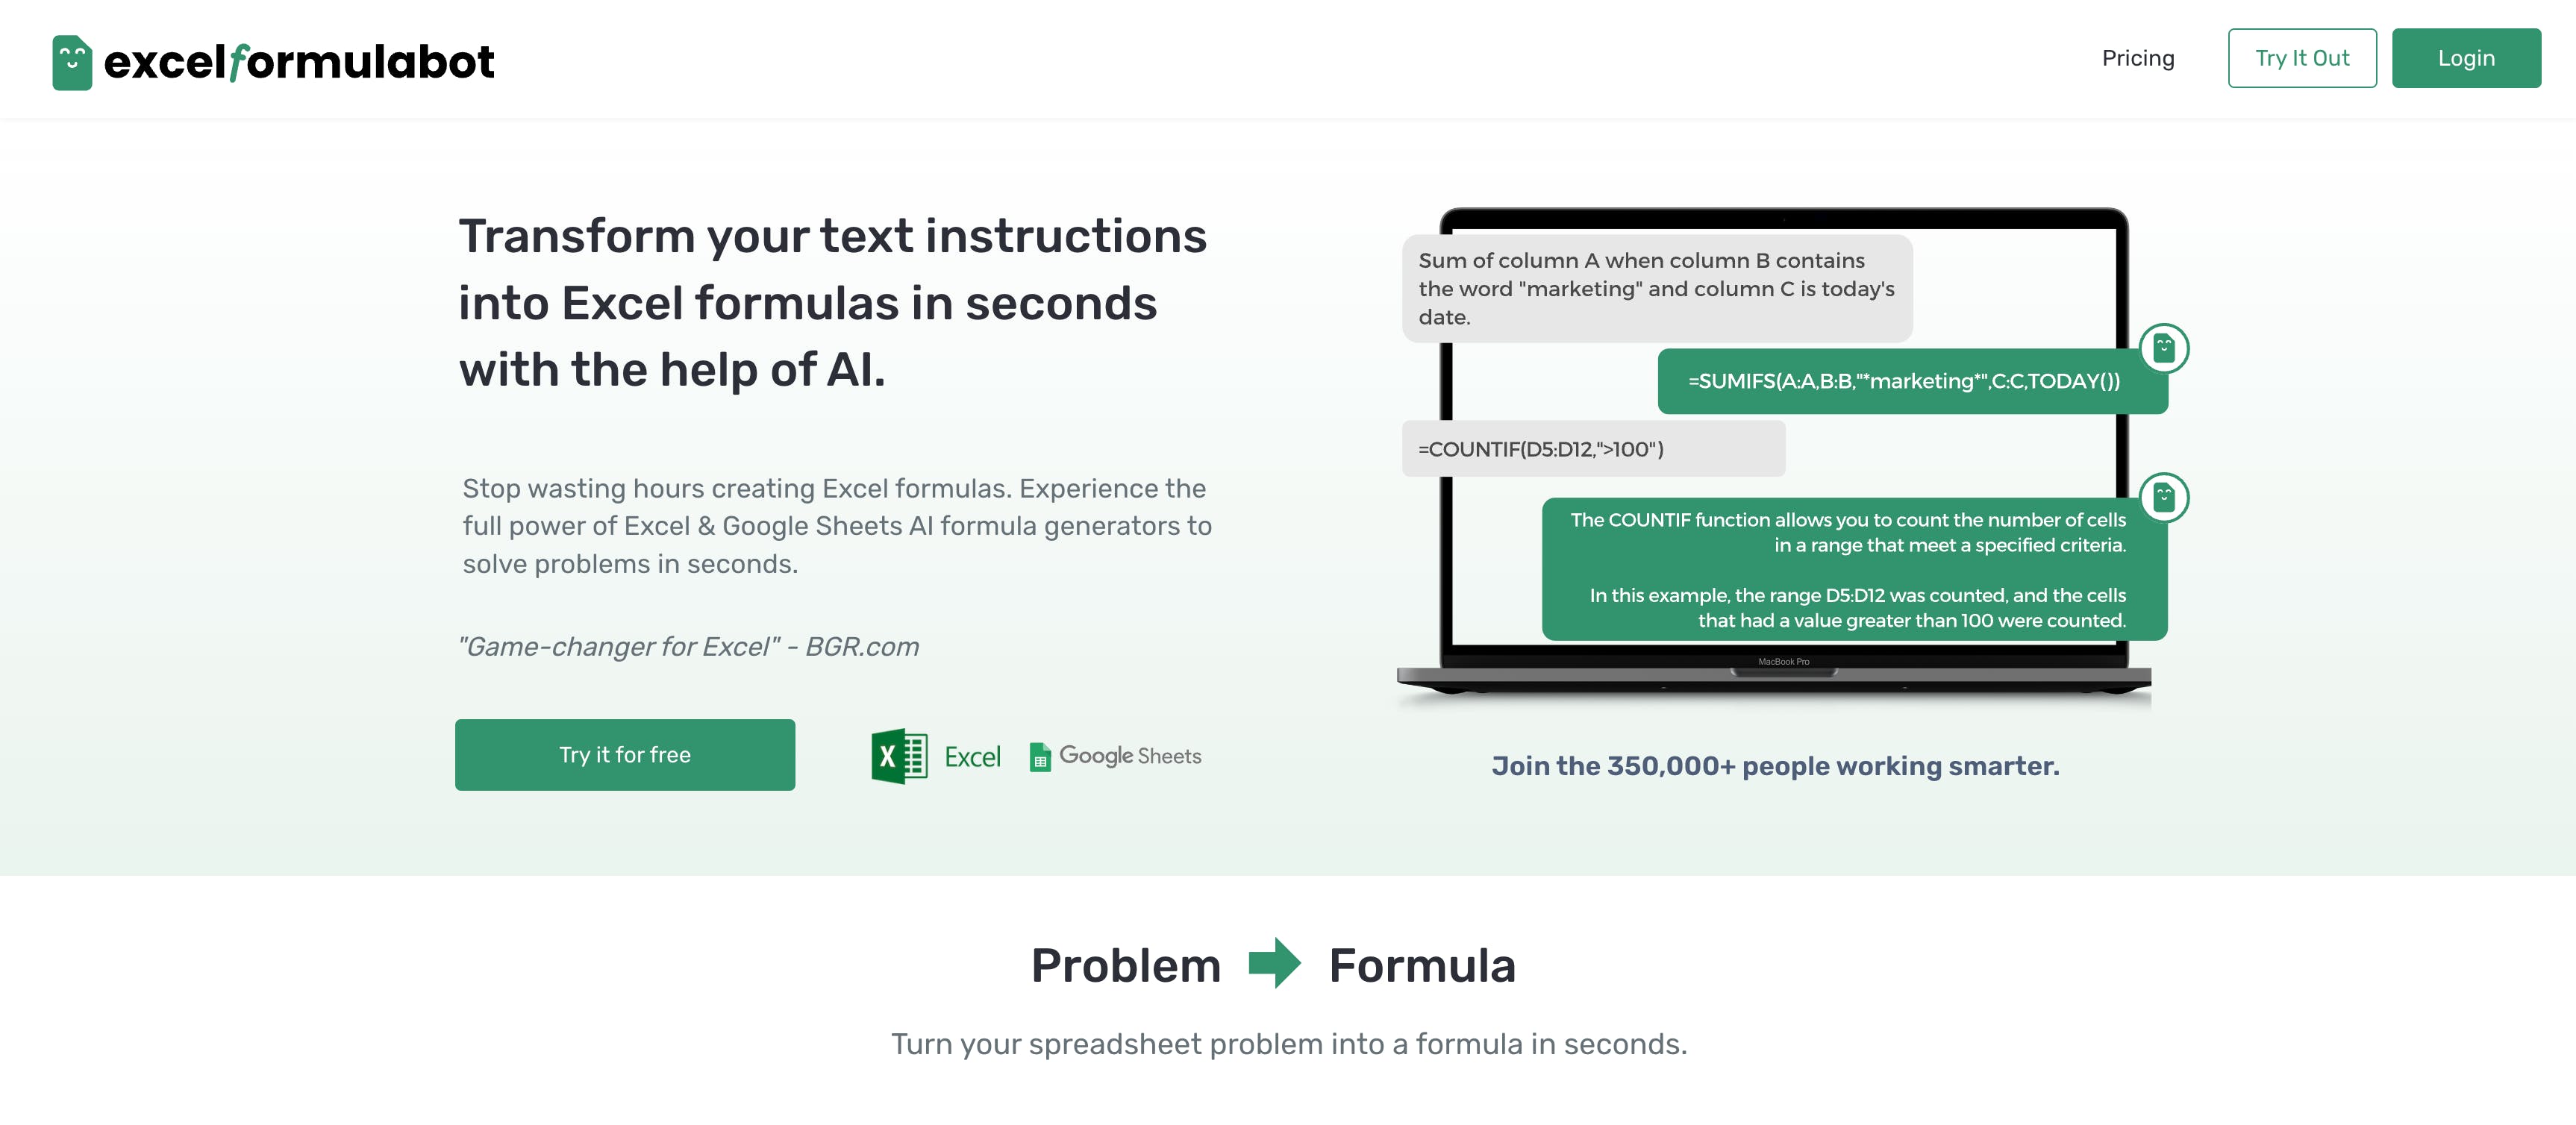 excelformulabot
Pricing
Try It Out
Login
Transform your text instructions
into Excel formulas in seconds
with the help of AI.
Stop wasting hours creating Excel formulas. Experience the
full power of Excel & Google Sheets AI formula generators to
solve problems in seconds.
"Game-changer for Excel" - BGR.com
Try it for free
X
Excel
Google Sheets
Sum of column A when column B contains
the word "marketing" and column C is today's
date.
=SUMIFS(A:A,B:B,"*marketing*",C:C,TODAY())
=COUNTIF(D5:D12,">100")
The COUNTIF function allows you to count the number of cells
in a range that meet a specified criteria.
In this example, the range D5:D12 was counted, and the cells
that had a value greater than 100 were counted.
MacBook Pro
Join the 350,000+ people working smarter.
Problem
Formula
Turn your spreadsheet problem into a formula in seconds.